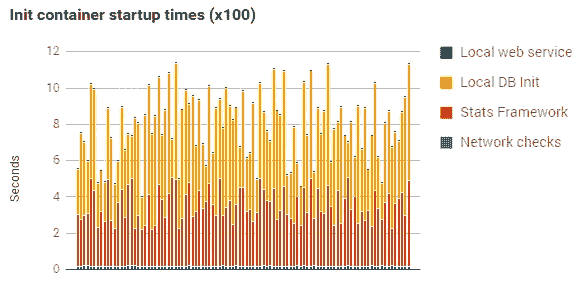 Init container startup times (x100)
12
10
8
6
4
2
0
Seconds
Local web service
Local DB Init
Stats Framework
Network checks